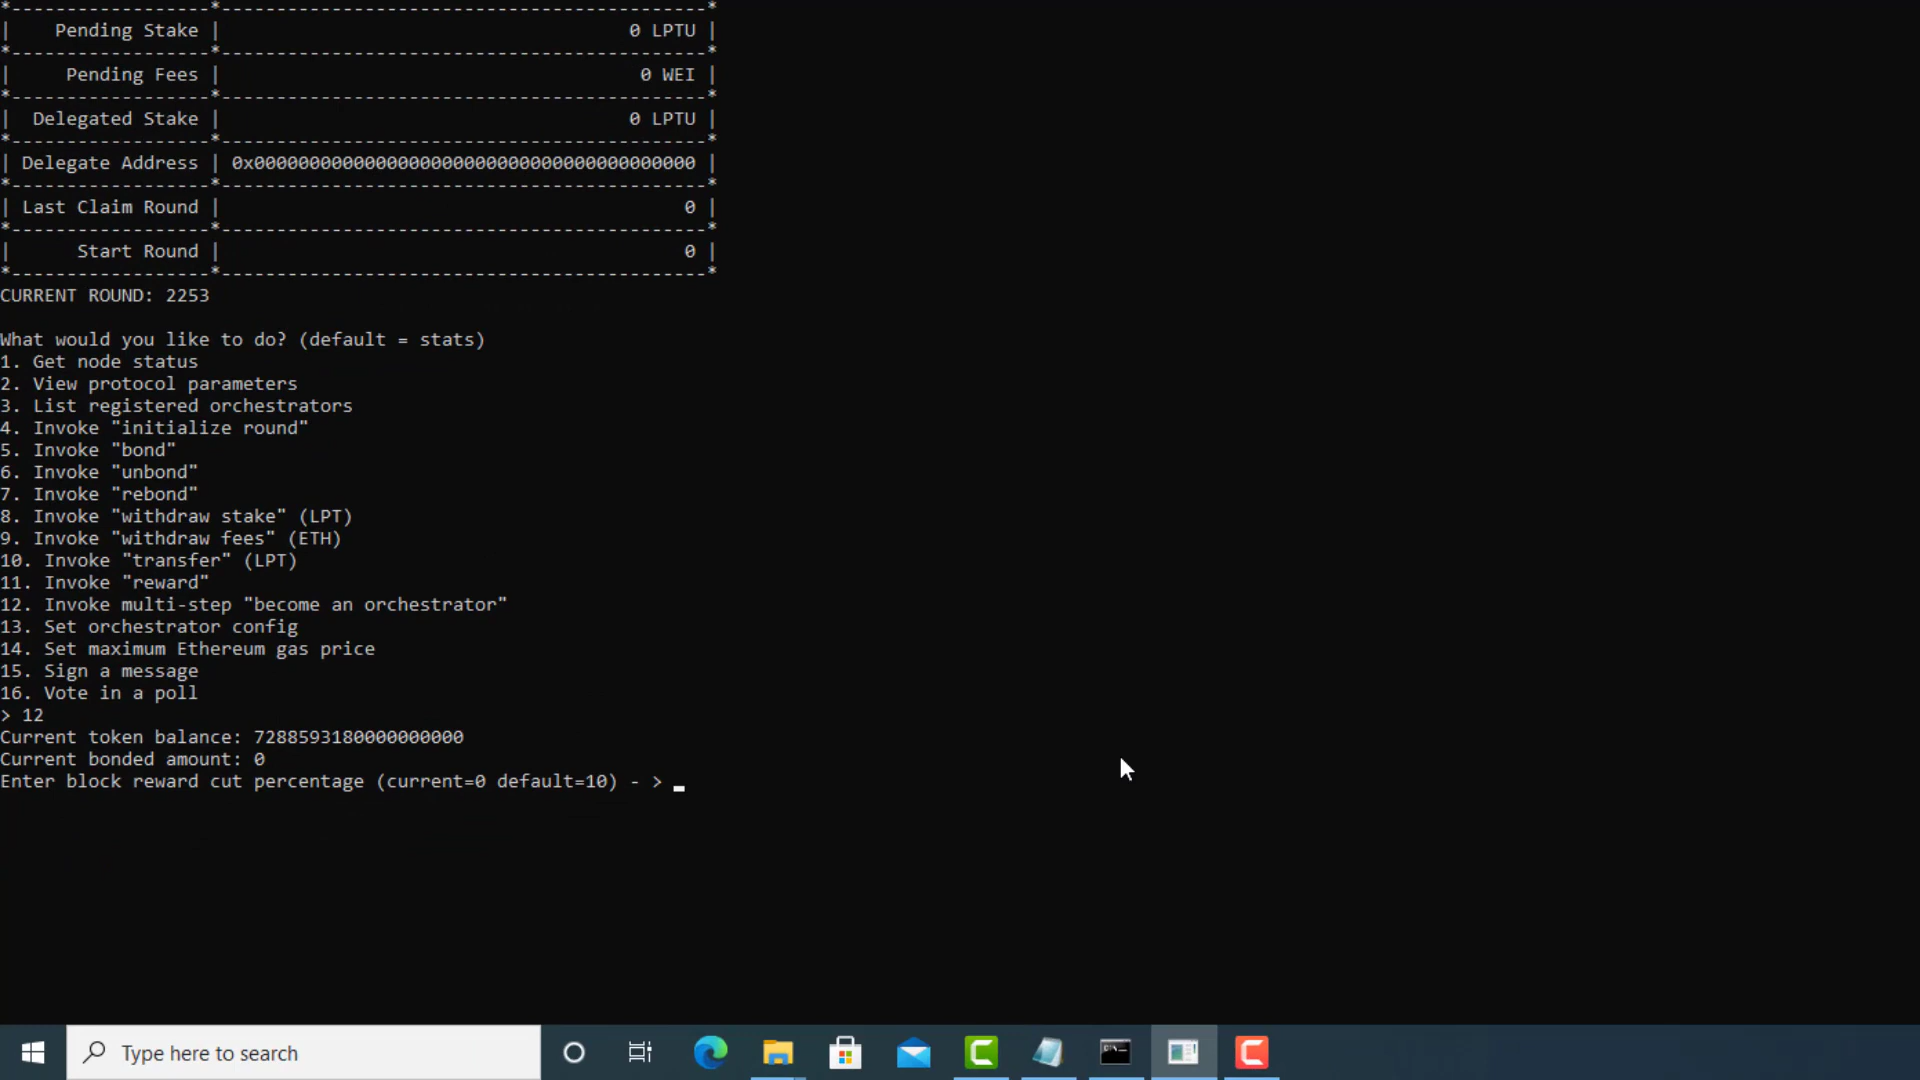 *------------------*--------------------------------------------*
|    Pending Stake |                                     0 LPTU |
*------------------*--------------------------------------------*
|     Pending Fees |                                      0 WEI |
*------------------*--------------------------------------------*
|  Delegated Stake |                                     0 LPTU |
*------------------*--------------------------------------------*
| Delegate Address | 0x0000000000000000000000000000000000000000 |
*------------------*--------------------------------------------*
| Last Claim Round |                                          0 |
*------------------*--------------------------------------------*
|      Start Round |                                          0 |
*------------------*--------------------------------------------*
CURRENT ROUND: 2253
What would you like to do? (default = stats)
1. Get node status
2. View protocol parameters
3. List registered orchestrators
4. Invoke "initialize round"
5. Invoke "bond"
6. Invoke "unbond"
7. Invoke "rebond"
8. Invoke "withdraw stake" (LPT)
9. Invoke "withdraw fees" (ETH)
10. Invoke "transfer" (LPT)
11. Invoke "reward"
12. Invoke multi-step "become an orchestrator"
13. Set orchestrator config
14. Set maximum Ethereum gas price
15. Sign a message
16. Vote in a poll
> 12
Current token balance: 7288593180000000000
Current bonded amount: 0
Enter block reward cut percentage (current=0 default=10) - > _
Type here to search